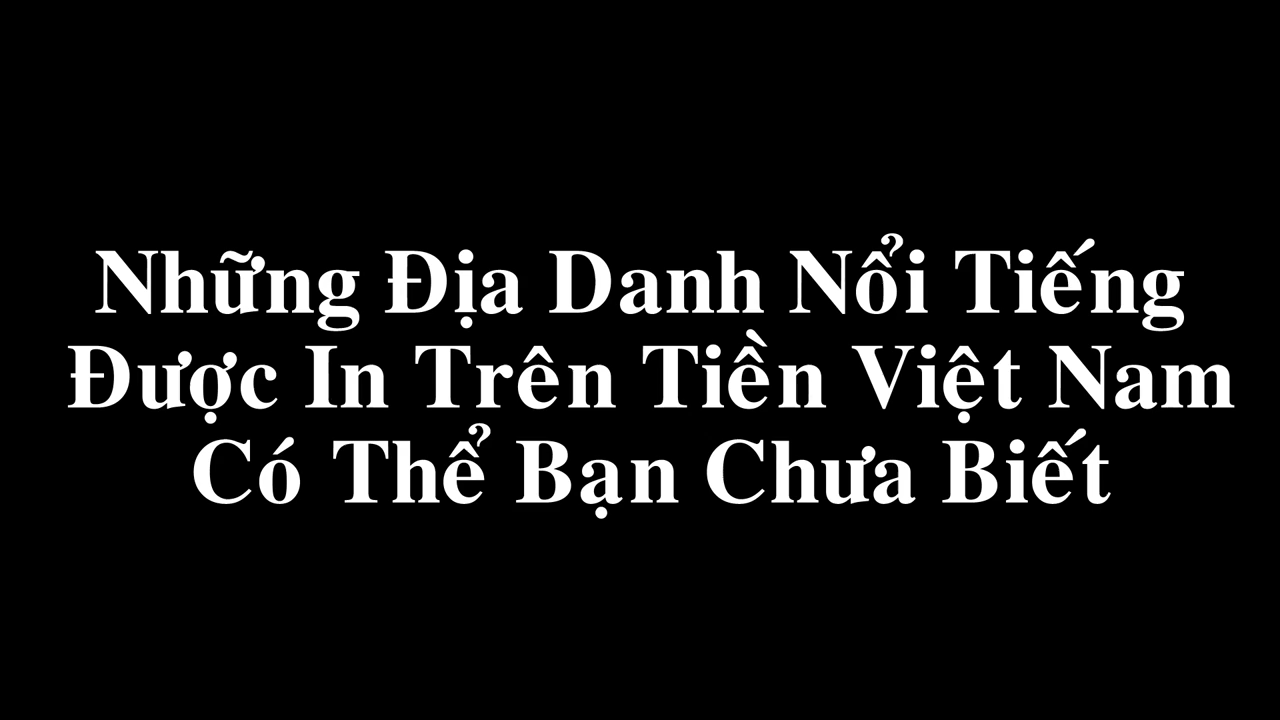 Những Địa Danh Nổi Tiếng
Được In Trên Tiền Việt Nam
Có Thể Bạn Chưa Biết